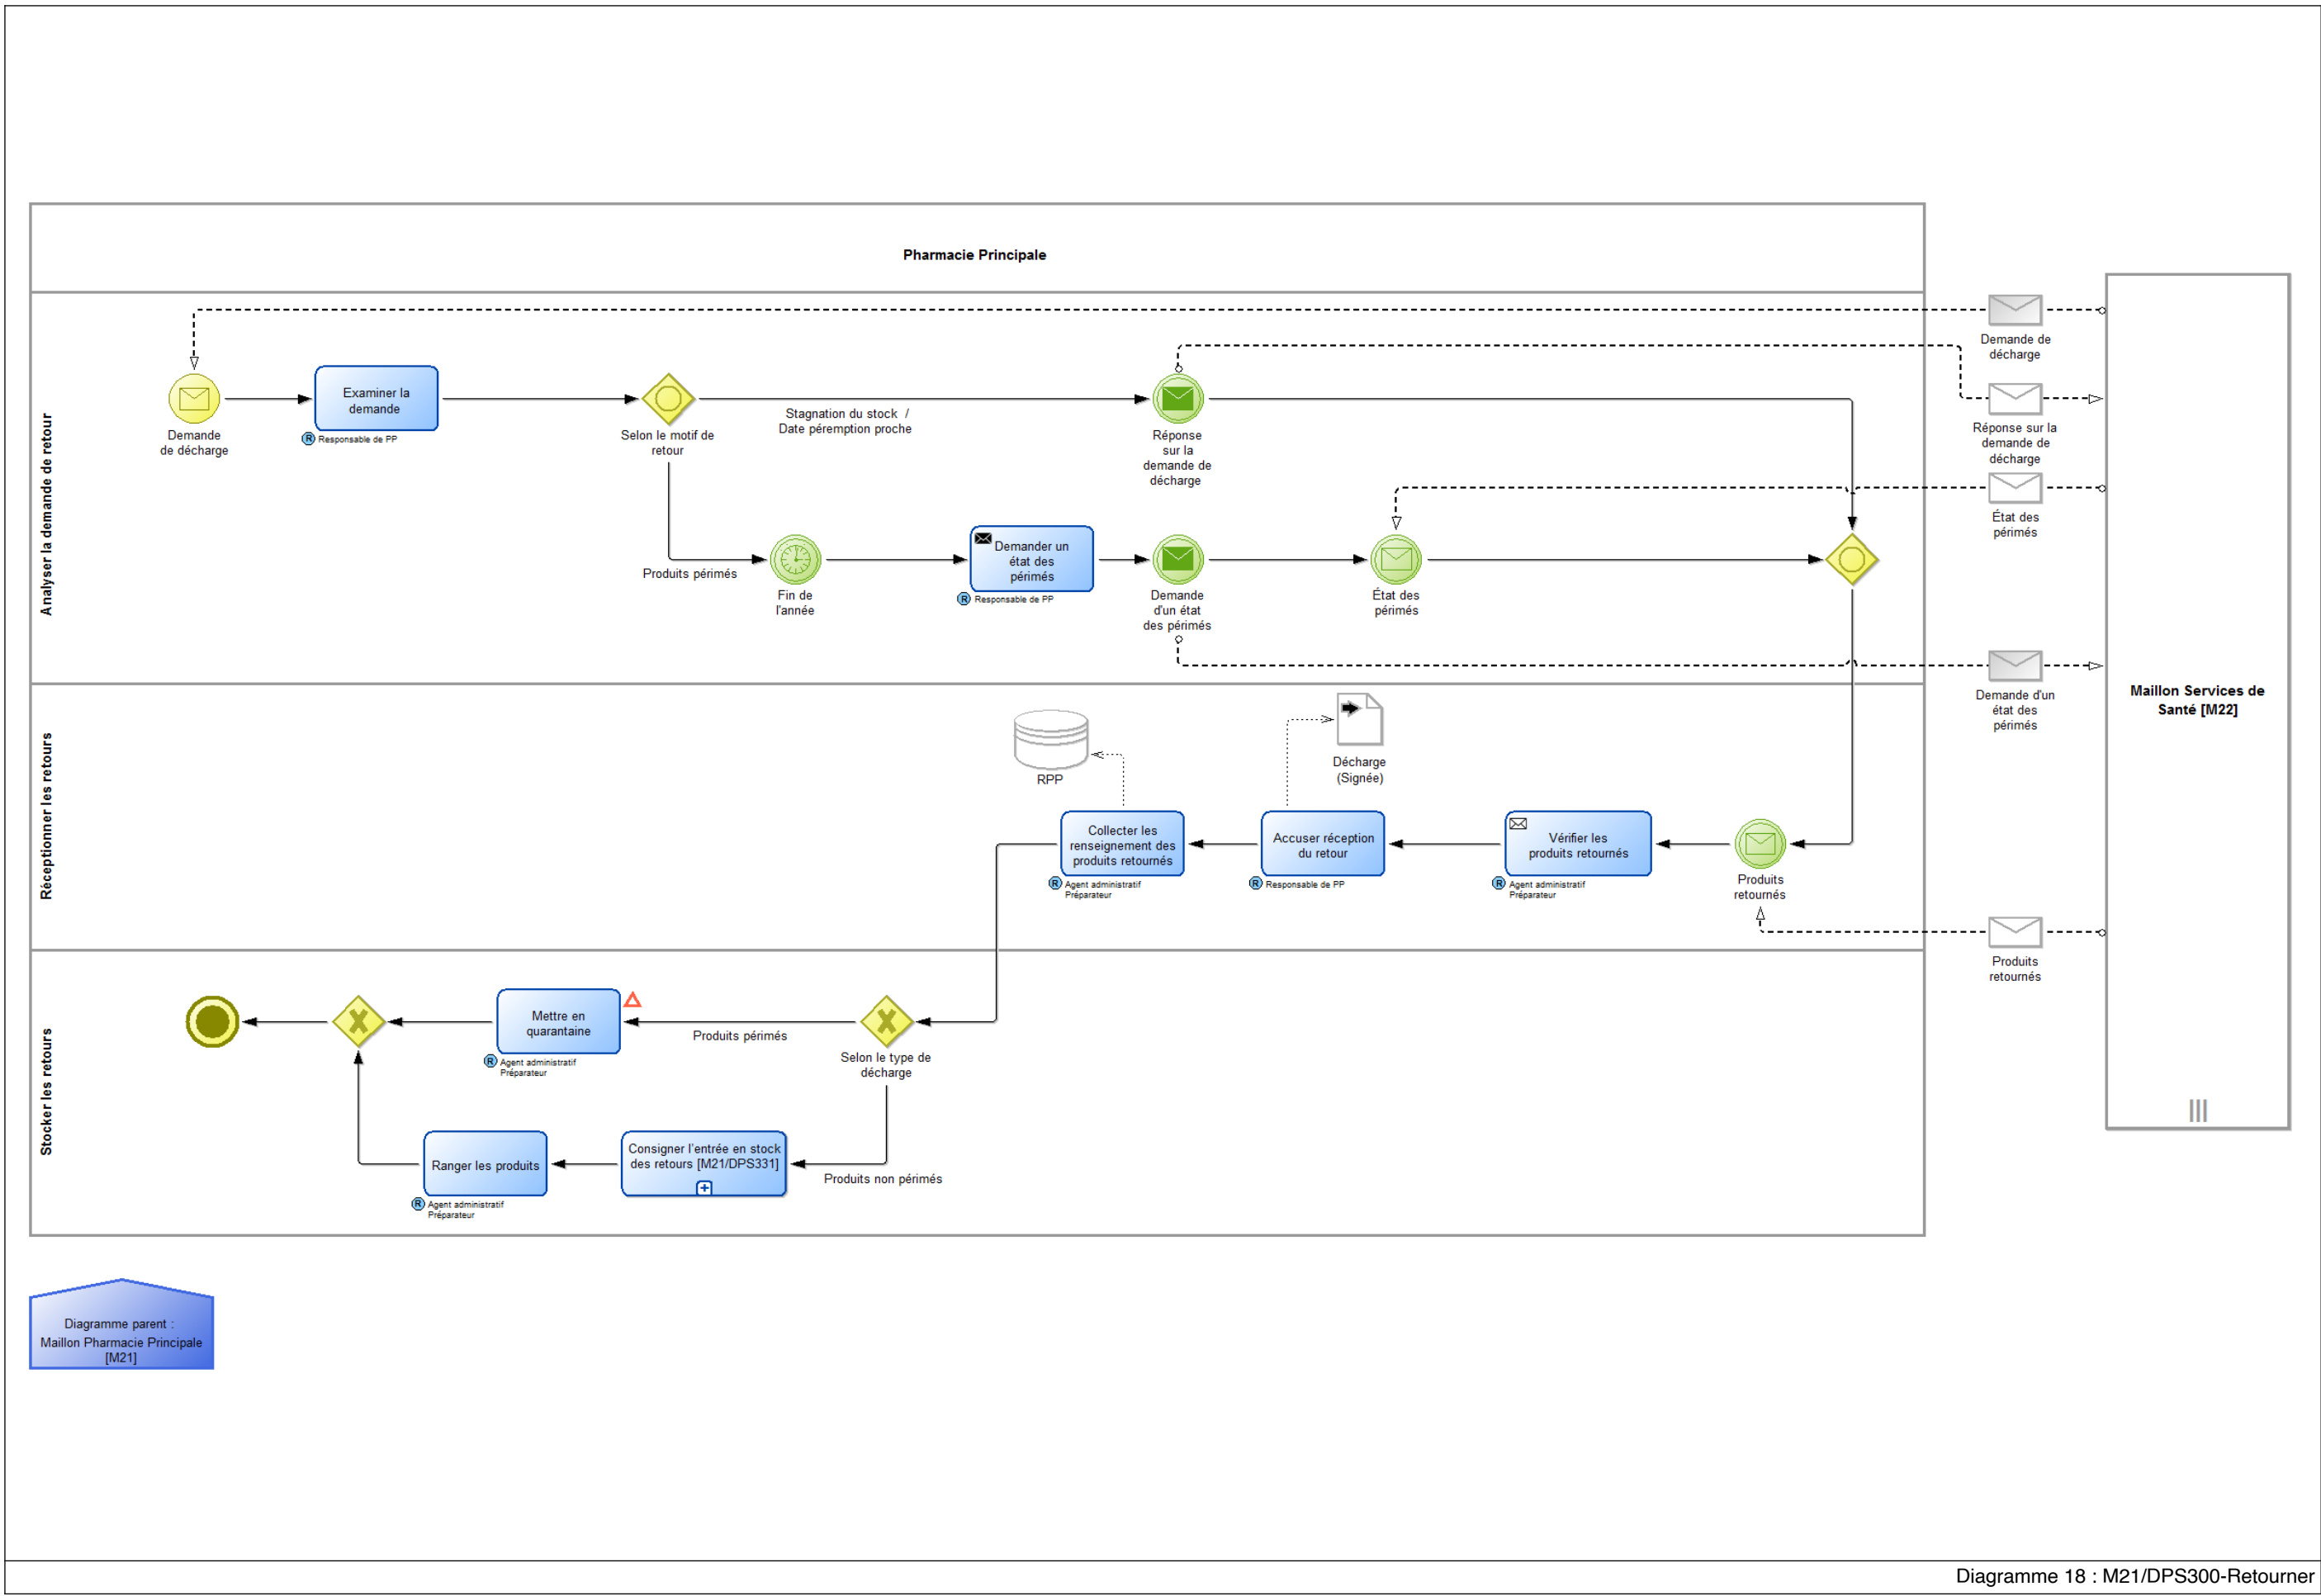 Pharmacie Principale
Analyser la demande de retour
Demande
de décharge
Examiner la
demande
R Responsable de PP
Selon le motif de
retour
Stagnation du stock /
Date péremption proche
Réponse
sur la
demande de
décharge
Produits périmés
Fin de
l'année
Demander un
état des
périmés
R Responsable de PP
Demande
d'un état
des périmés
État des
périmés
Demande de
décharge
Réponse sur la
demande de
décharge
État des
périmés
Demande d'un
état des
périmés
Produits
retournés
Maillon Services de
Santé [M22]
Réceptionner les retours
RPP
Décharge
(Signée)
Collecter les
renseignement des
produits retournés
R Agent administratif
Préparateur
Accuser réception
du retour
R Responsable de PP
Vérifier les
produits retournés
R Agent administratif
Préparateur
Produits
retournés
Stocker les retours
Mettre en
quarantaine
R Agent administratif
Préparateur
Produits périmés
Selon le type de
décharge
Ranger les produits
R Agent administratif
Préparateur
Consigner l'entrée en stock
des retours [M21/DPS331]
Produits non périmés
Diagramme parent :
Maillon Pharmacie Principale
[M21]
Diagramme 18 : M21/DPS300-Retourner